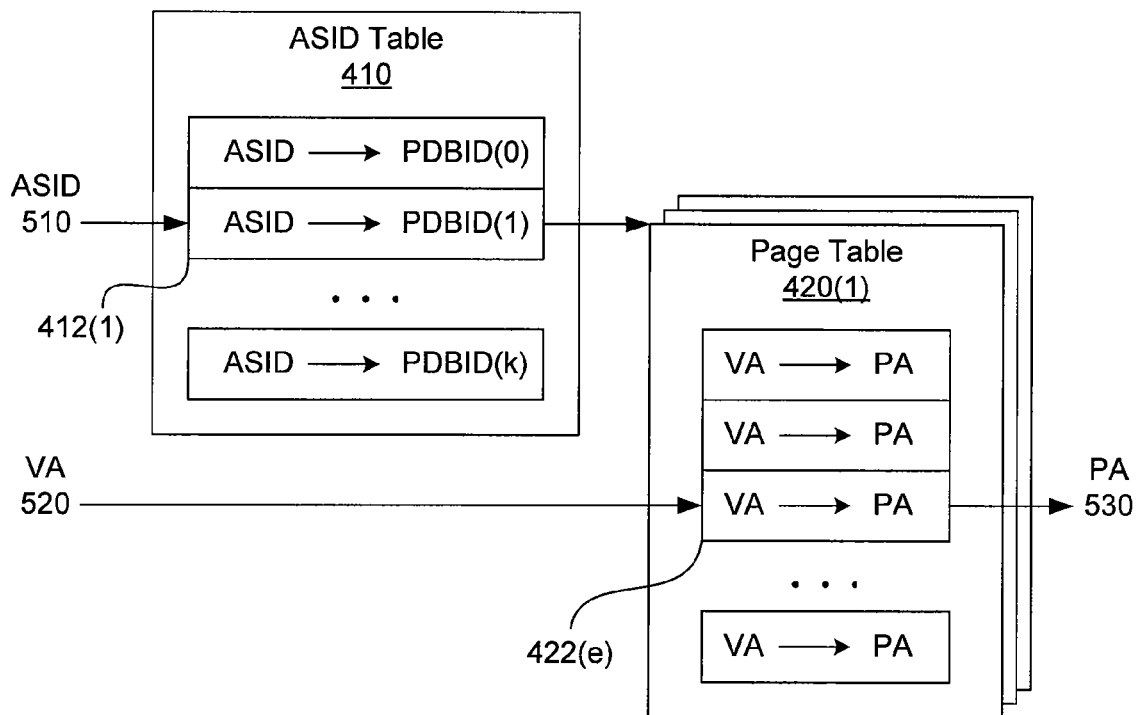 ASID Table
410
ASID → PDBID(0)
ASID
510
ASID → PDBID(1)
412(1)
. . .
ASID → PDBID(k)
Page Table
420(1)
VA → PA
VA → PA
VA
520
VA → PA
PA
530
422(e)
. . .
VA → PA